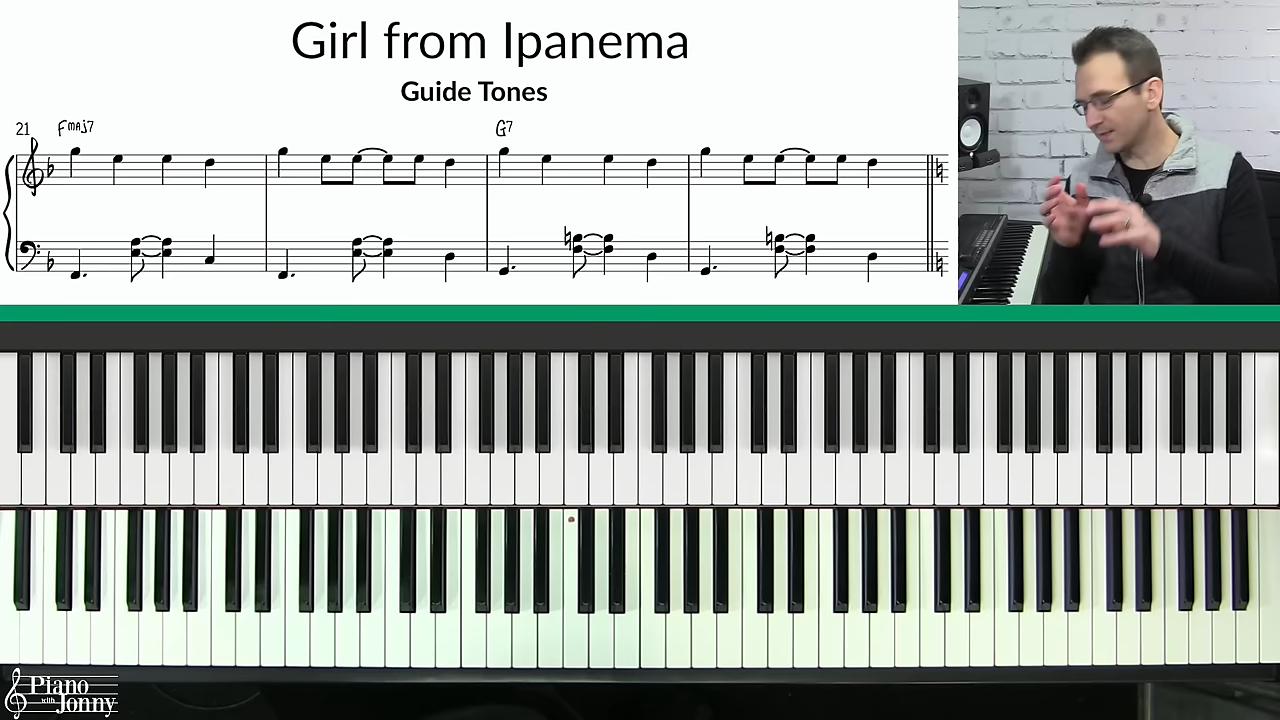 Girl from Ipanema
Guide Tones
21 Fmaj7 G7
Piano
with
Jonny